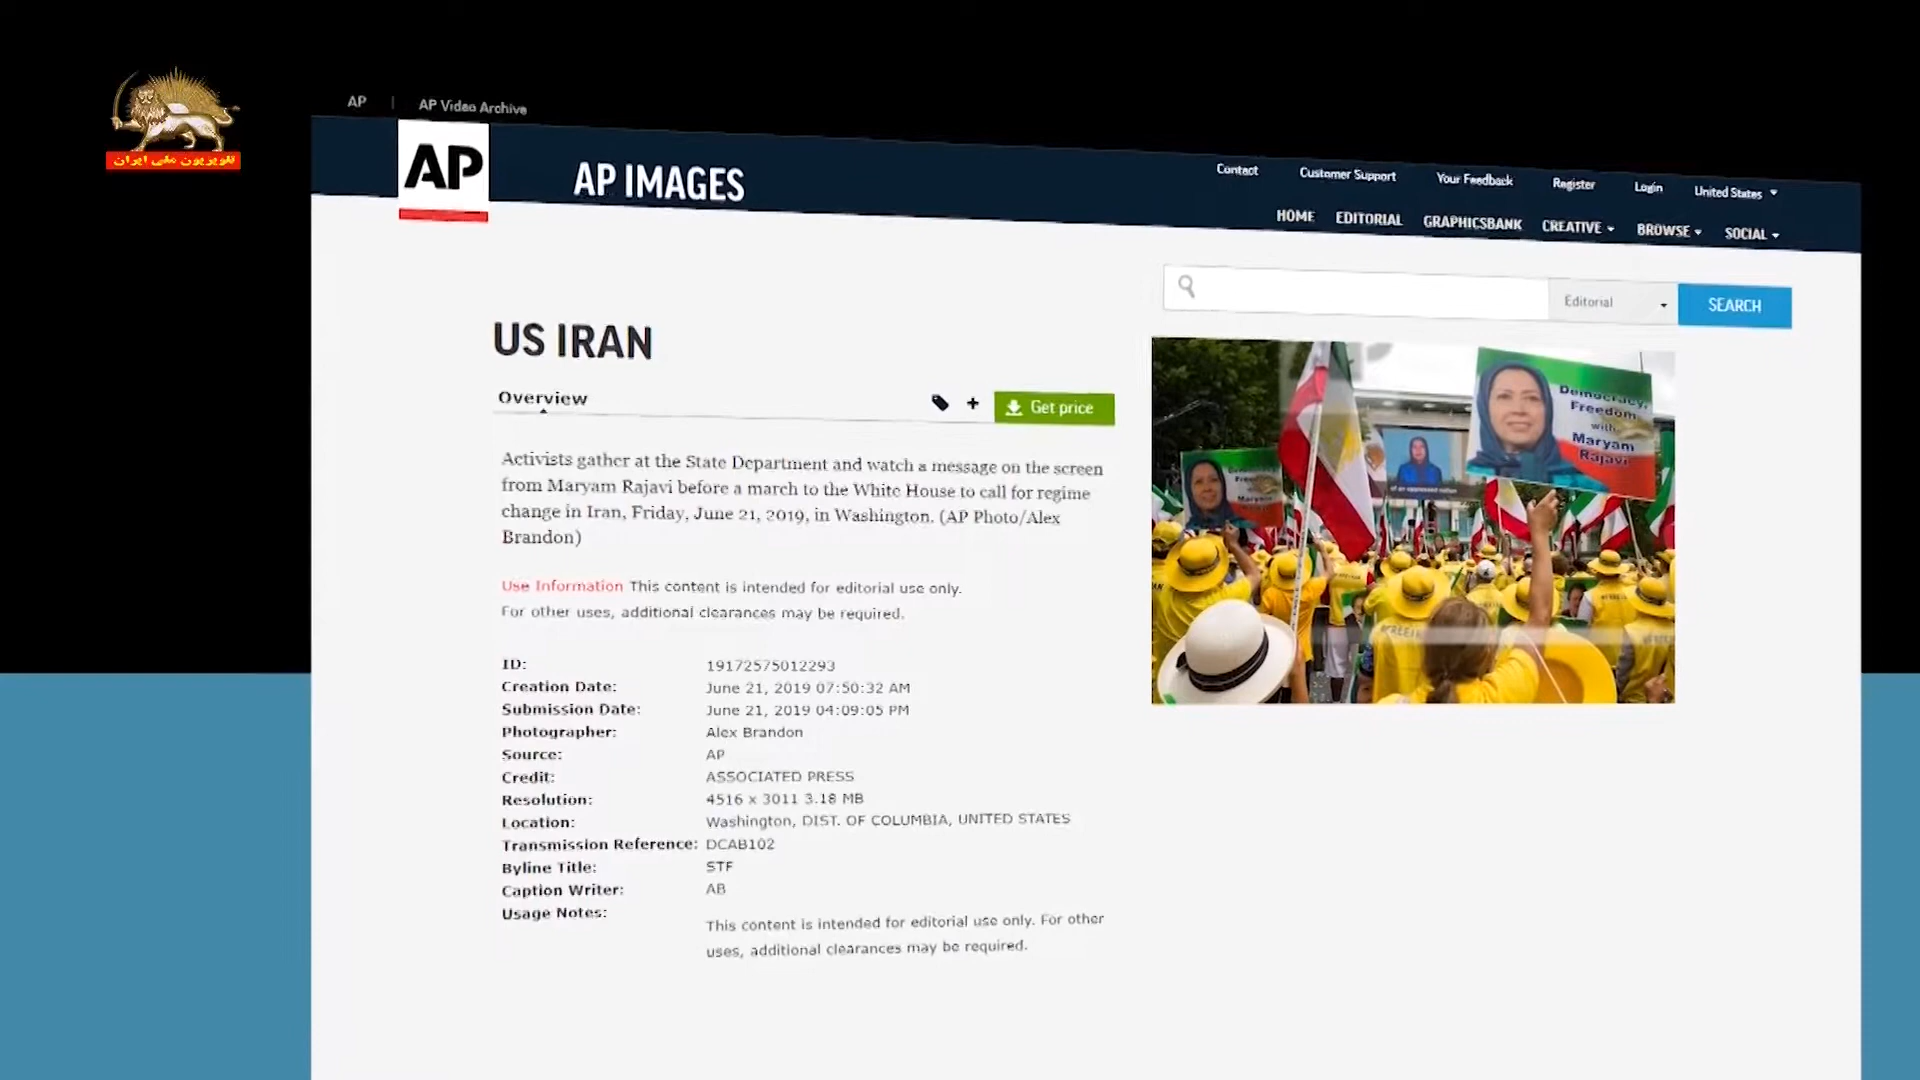 تلویزیون ملی ایران
AP | AP Video Archive
AP
AP IMAGES
Contact Customer Support Your Feedback Register Login United States
HOME EDITORIAL GRAPHICSBANK CREATIVE BROWSE SOCIAL
Editorial
SEARCH
US IRAN
Overview
+
Get price
Activists gather at the State Department and watch a message on the screen
from Maryam Rajavi before a march to the White House to call for regime
change in Iran, Friday, June 21, 2019, in Washington. (AP Photo/Alex
Brandon)
Use Information This content is intended for editorial use only.
For other uses, additional clearances may be required.
ID: 19172575012293
Creation Date: June 21, 2019 07:50:32 AM
Submission Date: June 21, 2019 04:09:05 PM
Photographer: Alex Brandon
Source: AP
Credit: ASSOCIATED PRESS
Resolution: 4516 x 3011 3.18 MB
Location: Washington, DIST. OF COLUMBIA, UNITED STATES
Transmission Reference: DCAB102
Byline Title: STF
Caption Writer: AB
Usage Notes: This content is intended for editorial use only. For other
uses, additional clearances may be required.
Democracy,
Freedom
with
Maryam
Rajavi
of an oppressed nation